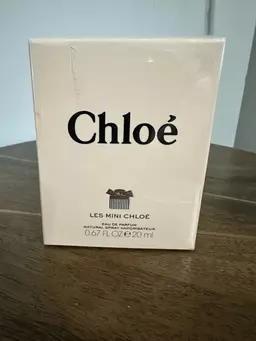 Chloé
LES MINI CHLOÉ
EAU DE PARFUM
NATURAL SPRAY VAPORISATEUR
0.67 FL OZ ℮ 20 ml